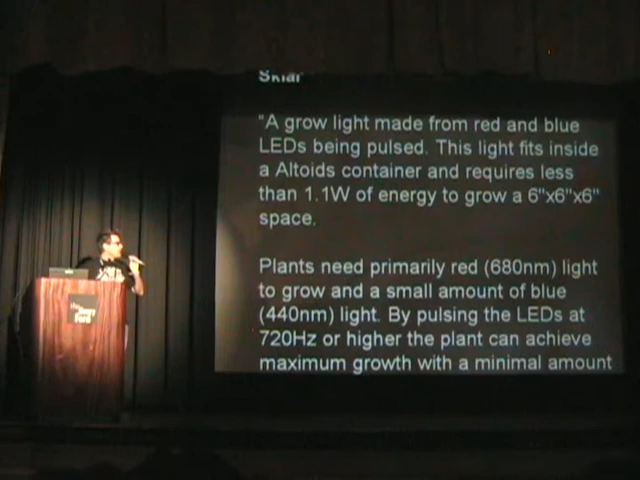 the
Henry
Ford
"A grow light made from red and blue
LEDs being pulsed. This light fits inside
a Altoids container and requires less
than 1.1W of energy to grow a 6"x6"x6"
space.
Plants need primarily red (680nm) light
to grow and a small amount of blue
(440nm) light. By pulsing the LEDs at
720Hz or higher the plant can achieve
maximum growth with a minimal amount